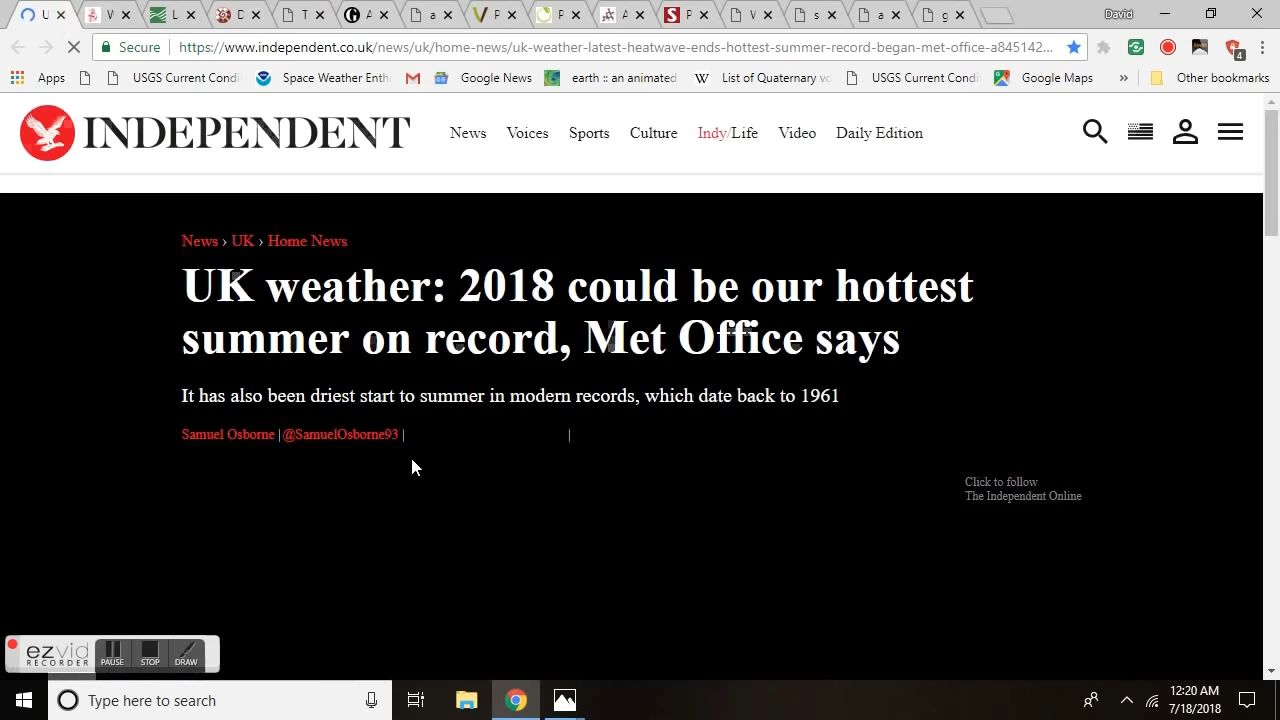 U
W
L
D
T
A
a
P
P
A
P
V
s
a
g
David
Secure
https://www.independent.co.uk/news/uk/home-news/uk-weather-latest-heatwave-ends-hottest-summer-record-began-met-office-a845142...
4
Apps
USGS Current Condi
Space Weather Enth
Google News
earth :: an animated
W
List of Quaternary vo
USGS Current Condi
Google Maps
»
Other bookmarks
INDEPENDENT
News
Voices
Sports
Culture
Indy/Life
Video
Daily Edition
News › UK › Home News
UK weather: 2018 could be our hottest
summer on record, Met Office says
It has also been driest start to summer in modern records, which date back to 1961
Samuel Osborne | @SamuelOsborne93 | |
Click to follow
The Independent Online
ezvid
RECORDER
PAUSE
STOP
DRAW
Type here to search
12:20 AM
7/18/2018